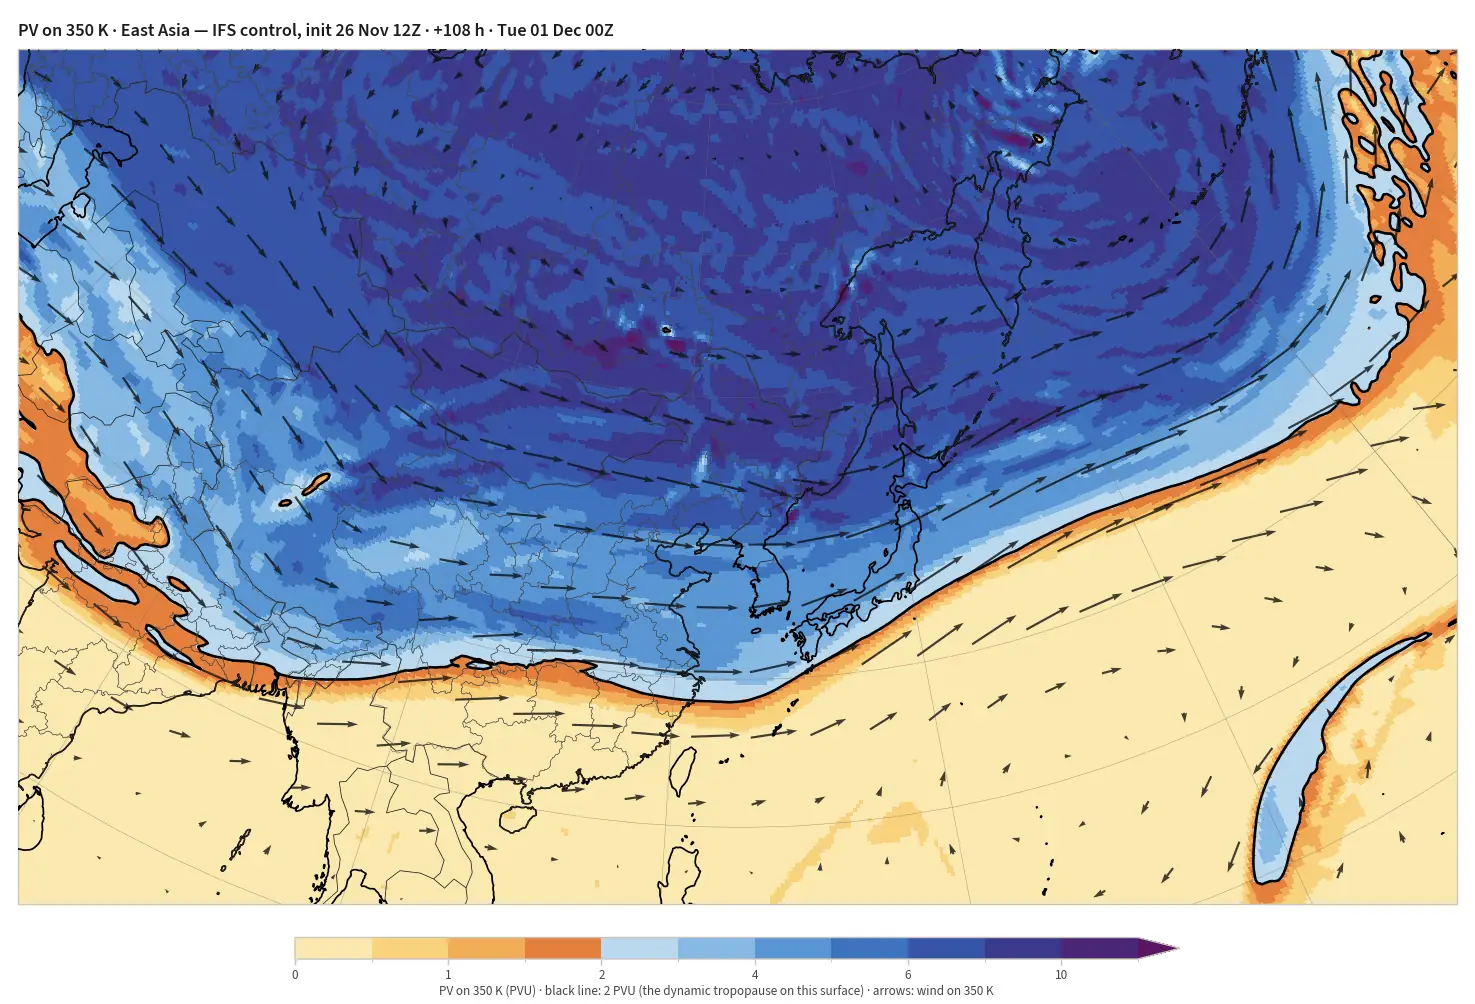 PV on 350 K · East Asia — IFS control, init 26 Nov 12Z · +108 h · Tue 01 Dec 00Z
0 1 2 4 6 10
PV on 350 K (PVU) · black line: 2 PVU (the dynamic tropopause on this surface) · arrows: wind on 350 K